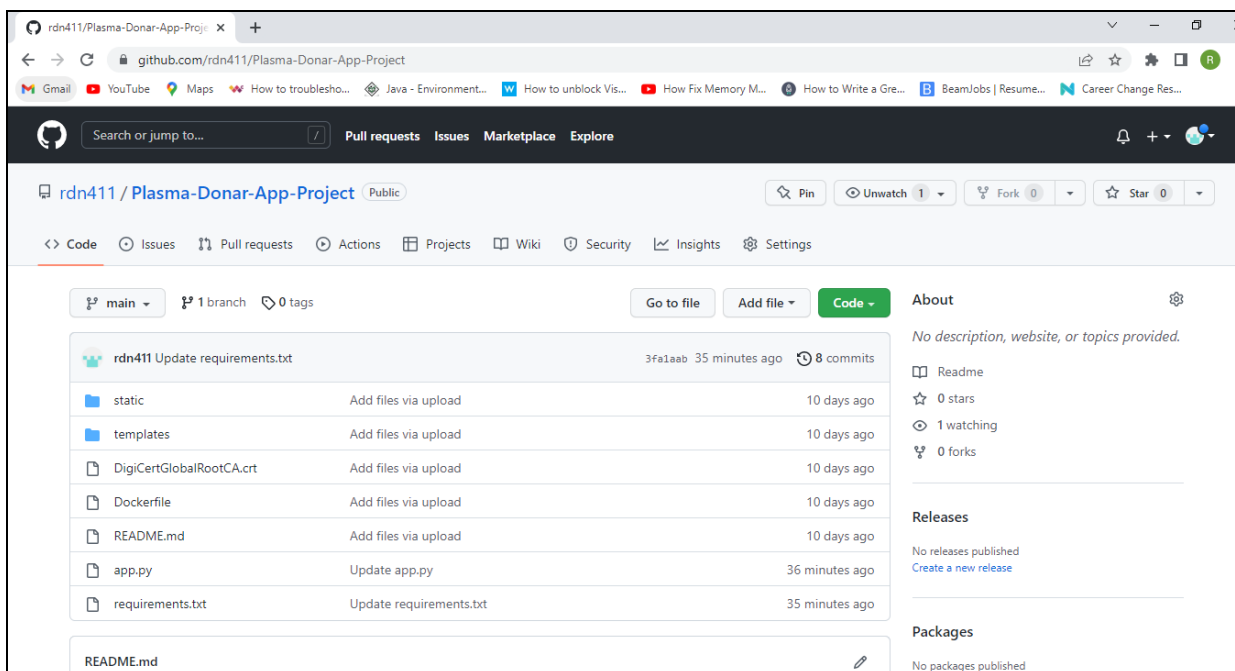 rdn411/Plasma-Donar-App-Proje
github.com/rdn411/Plasma-Donar-App-Project
R
Gmail YouTube Maps How to troublesho... Java - Environment... How to unblock Vis... How Fix Memory M... How to Write a Gre... BeamJobs | Resume... Career Change Res...
Search or jump to... / Pull requests Issues Marketplace Explore
rdn411 / Plasma-Donar-App-Project Public Pin Unwatch 1 Fork 0 Star 0
Code Issues Pull requests Actions Projects Wiki Security Insights Settings
main 1 branch 0 tags Go to file Add file Code
rdn411 Update requirements.txt 3fa1aab 35 minutes ago 8 commits
static Add files via upload 10 days ago
templates Add files via upload 10 days ago
DigiCertGlobalRootCA.crt Add files via upload 10 days ago
Dockerfile Add files via upload 10 days ago
README.md Add files via upload 10 days ago
app.py Update app.py 36 minutes ago
requirements.txt Update requirements.txt 35 minutes ago
README.md
About
No description, website, or topics provided.
Readme
0 stars
1 watching
0 forks
Releases
No releases published
Create a new release
Packages
No packages published